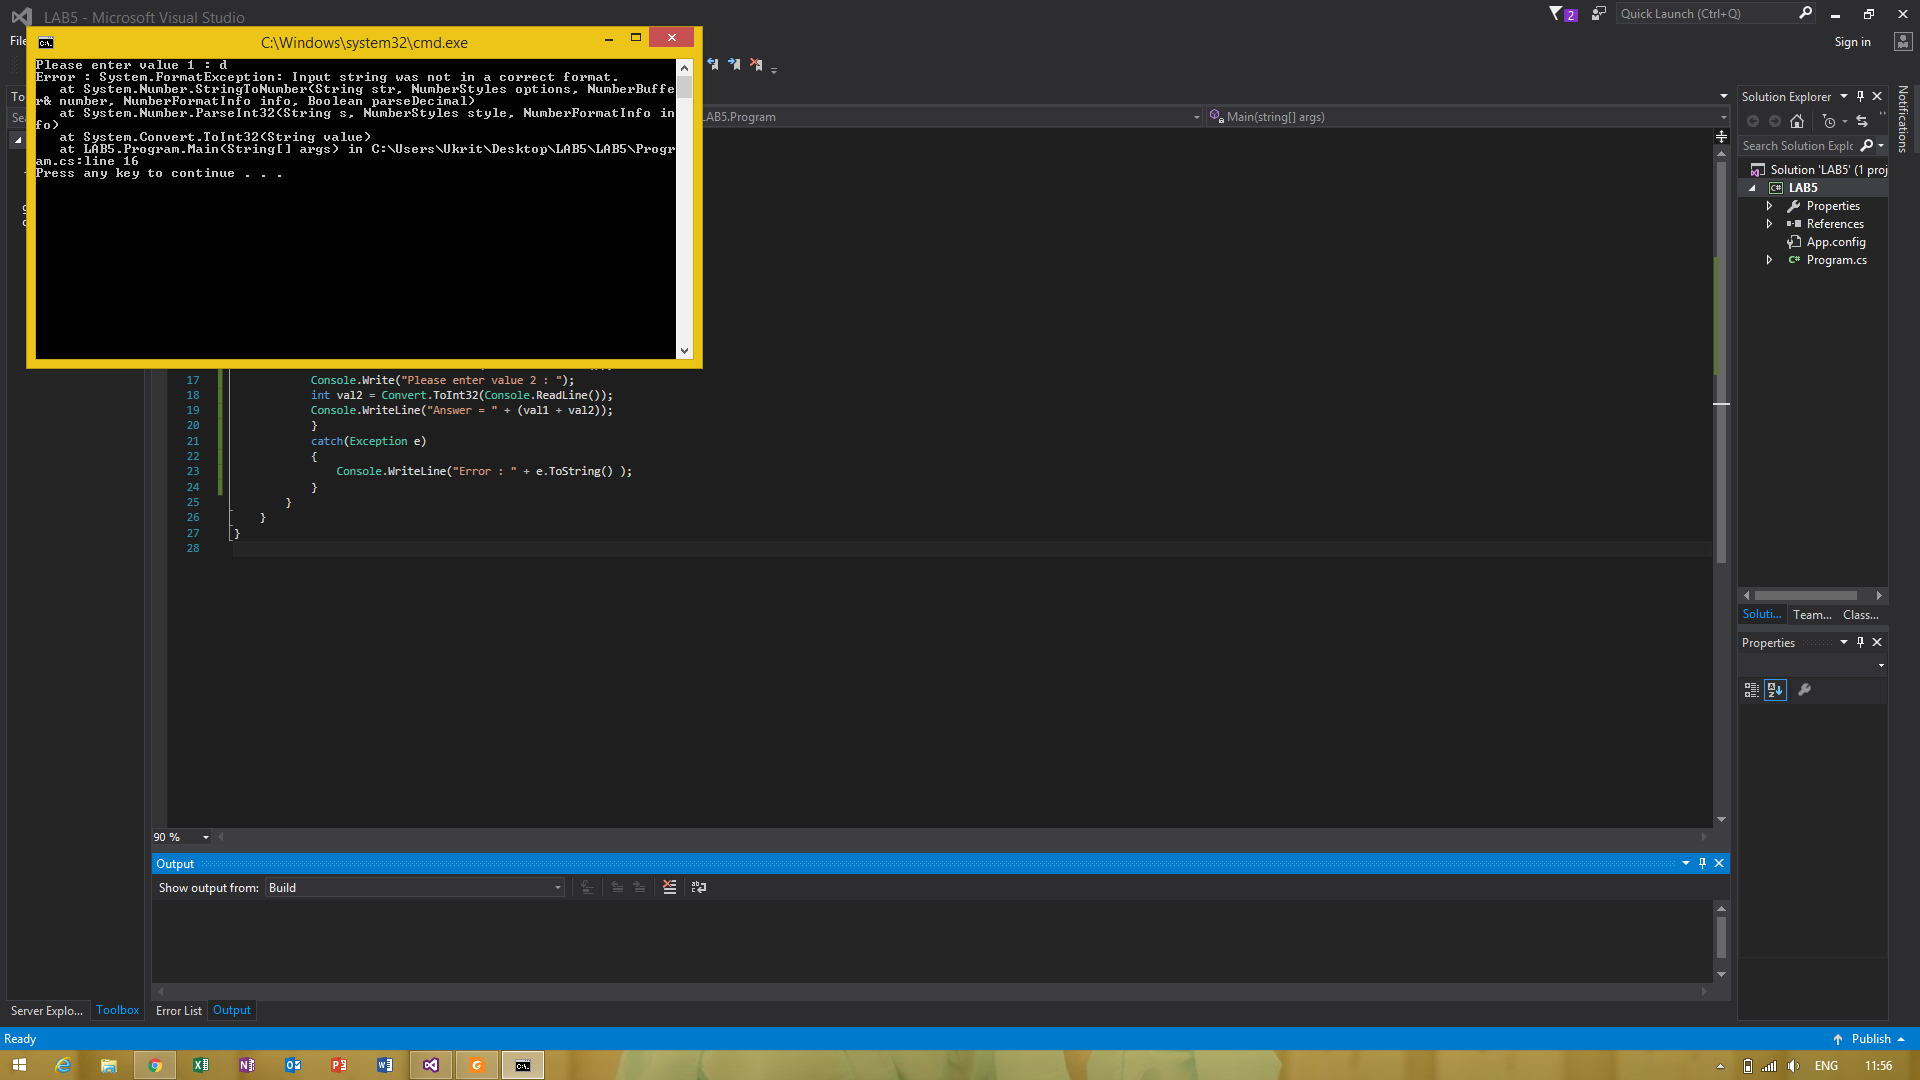 LAB5 - Microsoft Visual Studio
2
Quick Launch (Ctrl+Q)
File
Sign in
C:\Windows\system32\cmd.exe
Please enter value 1 : d
Error : System.FormatException: Input string was not in a correct format.
at System.Number.StringToNumber(String str, NumberStyles options, NumberBuffe
r& number, NumberFormatInfo info, Boolean parseDecimal)
at System.Number.ParseInt32(String s, NumberStyles style, NumberFormatInfo in
fo)
at System.Convert.ToInt32(String value)
at LAB5.Program.Main(String[] args) in C:\Users\Ukrit\Desktop\LAB5\LAB5\Progr
am.cs:line 16
Press any key to continue . . .
LAB5.Program
Main(string[] args)
17 Console.Write("Please enter value 2 : ");
18 int val2 = Convert.ToInt32(Console.ReadLine());
19 Console.WriteLine("Answer = " + (val1 + val2));
20 }
21 catch(Exception e)
22 {
23 Console.WriteLine("Error : " + e.ToString() );
24 }
25 }
26 }
27 }
28
90 %
Output
Show output from: Build
Server Explo... Toolbox
Error List Output
Solution Explorer
Search Solution Explo
Solution 'LAB5' (1 proj
C# LAB5
Properties
References
App.config
C# Program.cs
Soluti... Team... Class...
Properties
Notifications
Ready
Publish
ENG
11:56